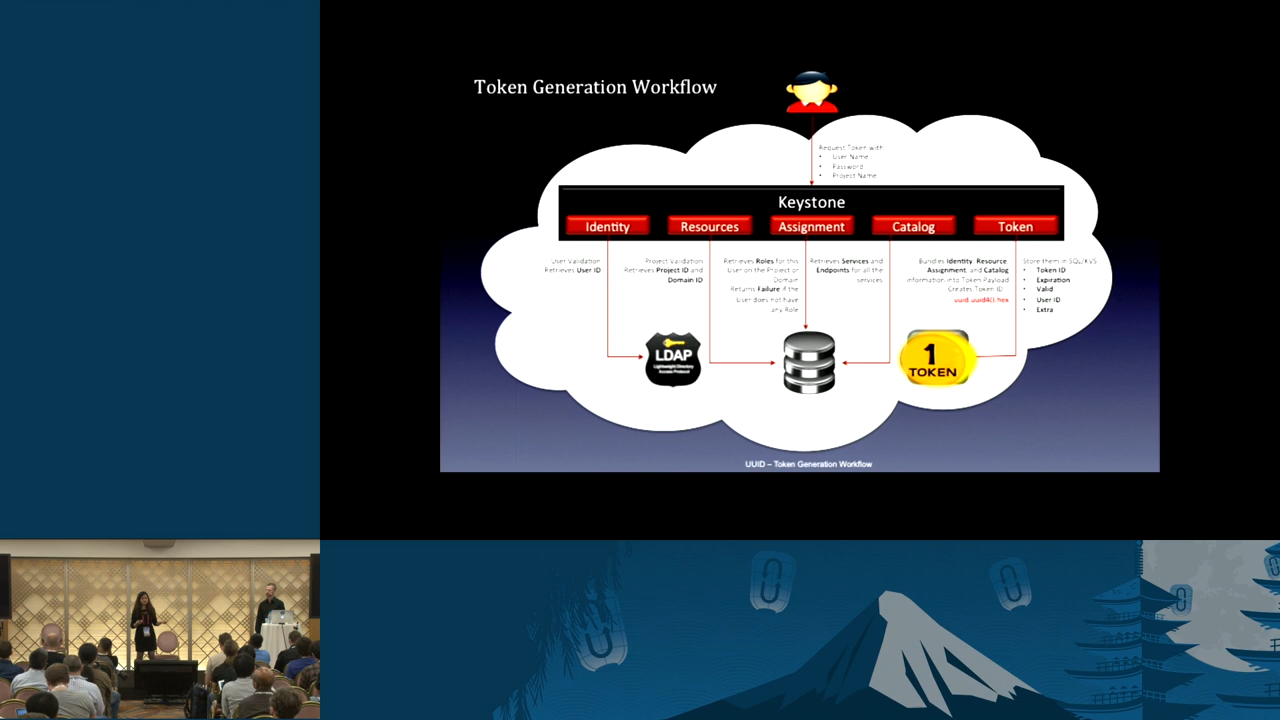 Token Generation Workflow
Request Token with:
• User Name
• Password
• Project Name
Keystone
Identity
Resources
Assignment
Catalog
Token
User Validation
Retrieves User ID
Project Validation
Retrieves Project ID and
Domain ID
Retrieves Roles for this
User on the Project or
Domain
Returns Failure if the
User does not have
any Role
Retrieves Services and
Endpoints for all the
services
Bundles Identity, Resource,
Assignment, and Catalog
information into Token Payload
Creates Token ID:
uuid.uuid4().hex
Store them in SQL/KVS
• Token ID
• Expiration
• Valid
• User ID
• Extra
LDAP
Lightweight Directory
Access Protocol
1
TOKEN
UUID – Token Generation Workflow